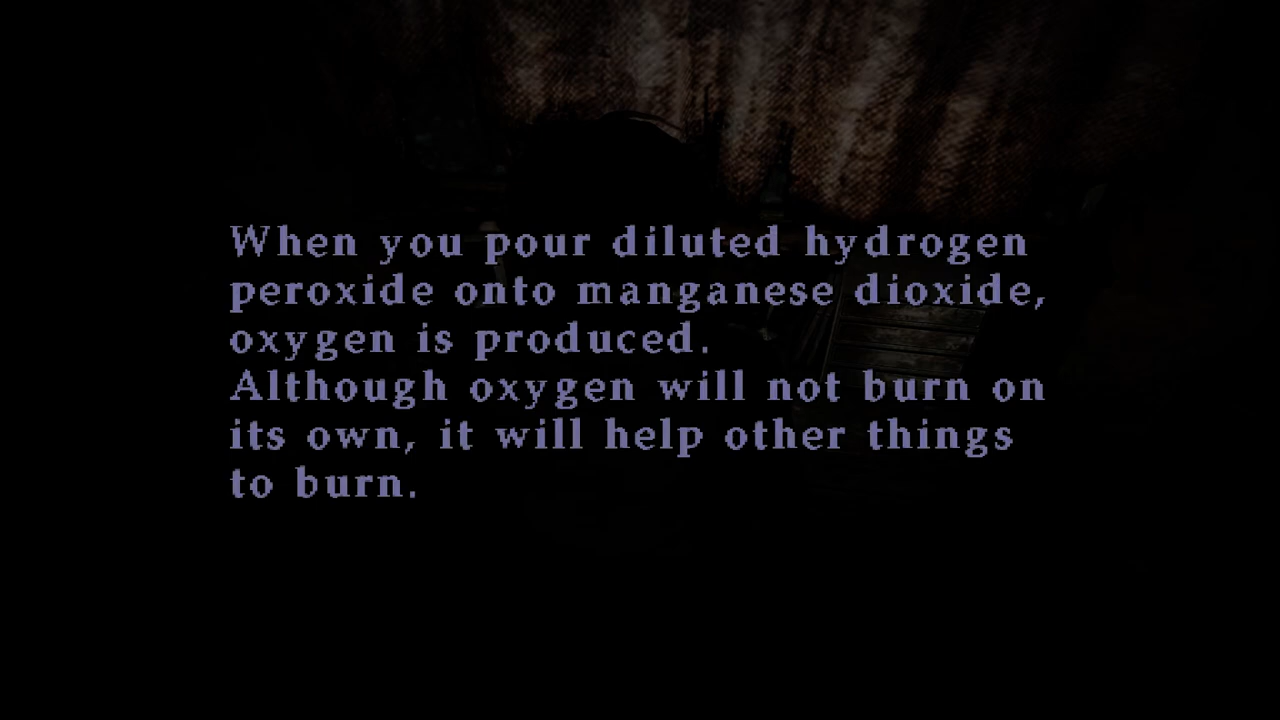 When you pour diluted hydrogen
peroxide onto manganese dioxide,
oxygen is produced.
Although oxygen will not burn on
its own, it will help other things
to burn.